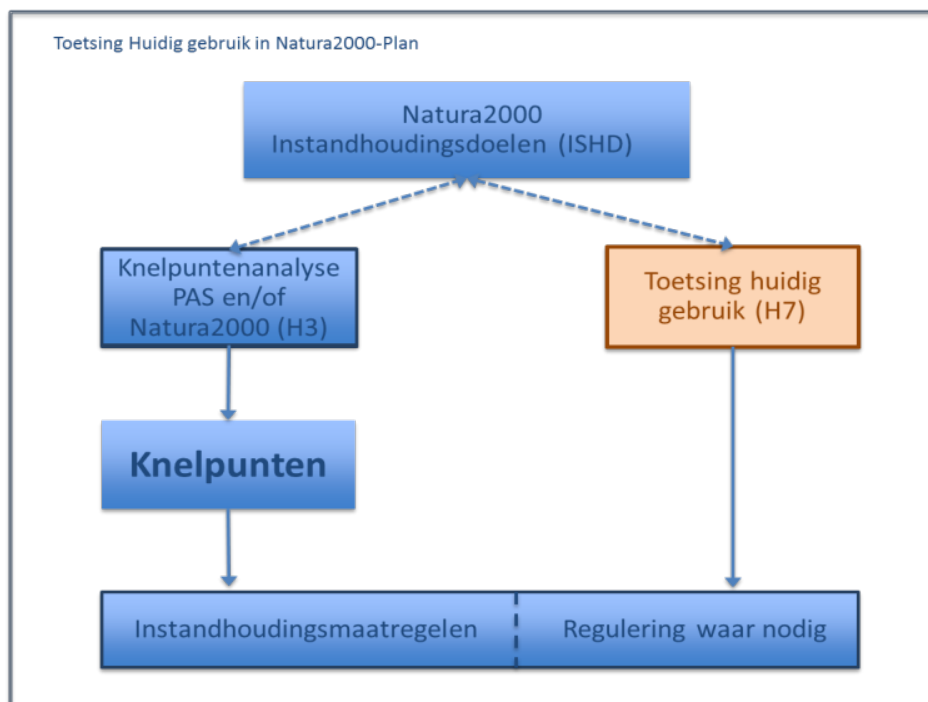 Toetsing Huidig gebruik in Natura2000-Plan
Natura2000
Instandhoudingsdoelen (ISHD)
Knelpuntenanalyse
PAS en/of
Natura2000 (H3)
Toetsing huidig
gebruik (H7)
Knelpunten
Instandhoudingsmaatregelen
Regulering waar nodig